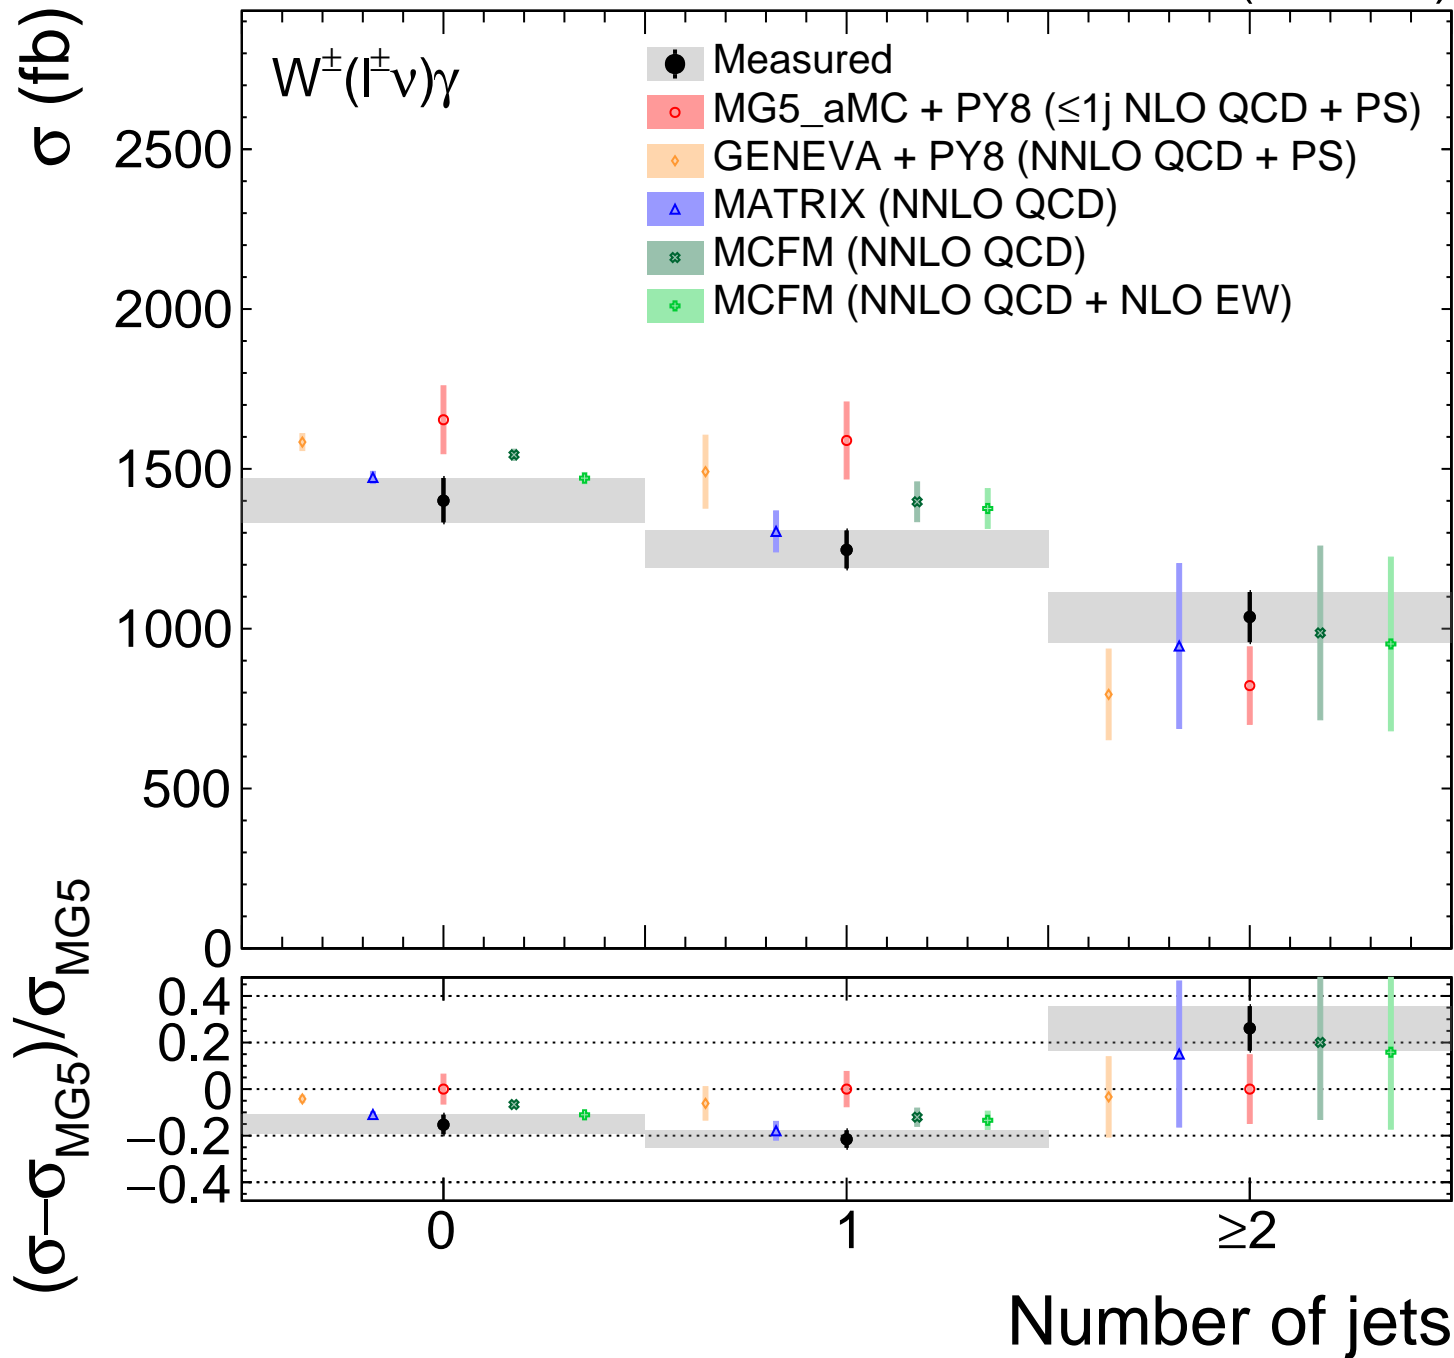 σ (fb)
W±(l±ν)γ
Measured
MG5_aMC + PY8 (≤1j NLO QCD + PS)
GENEVA + PY8 (NNLO QCD + PS)
MATRIX (NNLO QCD)
MCFM (NNLO QCD)
MCFM (NNLO QCD + NLO EW)
2500
2000
1500
1000
500
0
(σ−σMG5)/σMG5
0.4
0.2
0
−0.2
−0.4
0 1 ≥2
Number of jets